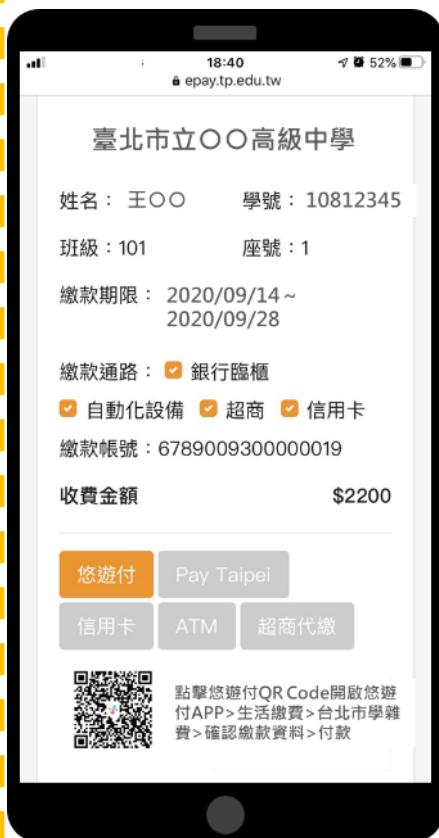 18:40 52%
epay.tp.edu.tw
臺北市立〇〇高級中學
姓名： 王〇〇 學號： 10812345
班級：101 座號：1
繳款期限： 2020/09/14 ~
2020/09/28
繳款通路： 銀行臨櫃
自動化設備 超商 信用卡
繳款帳號：6789009300000019
收費金額 $2200
悠遊付 Pay Taipei
信用卡 ATM 超商代繳
點擊悠遊付QR Code開啟悠遊
付APP>生活繳費>台北市學雜
費>確認繳款資料>付款